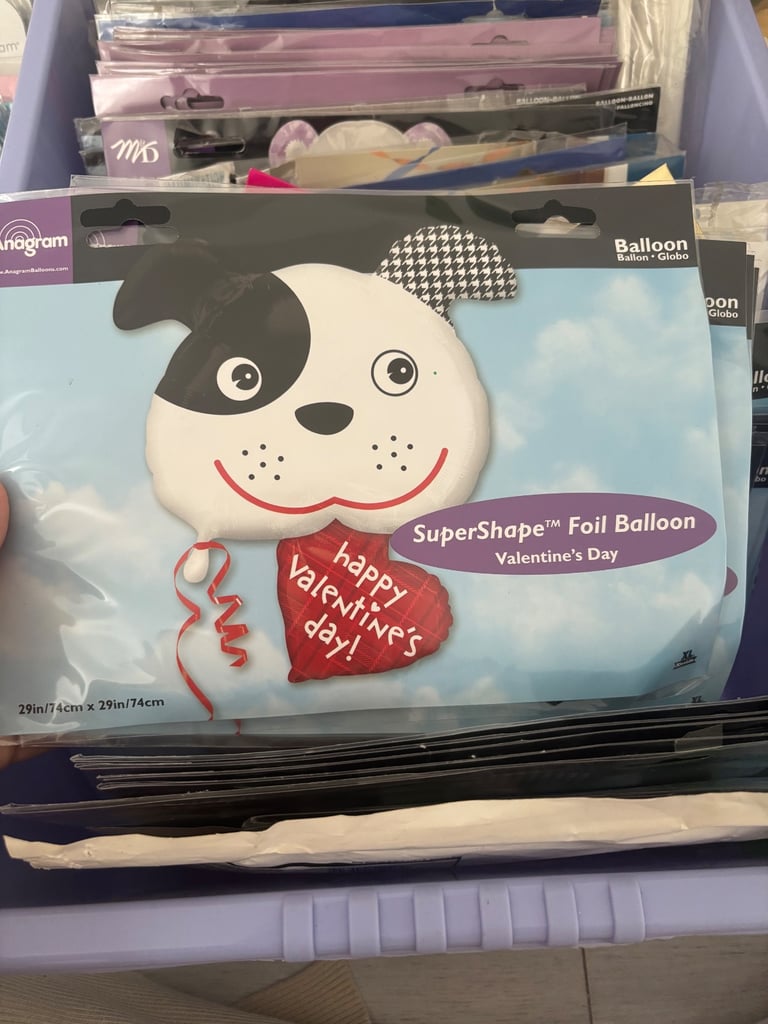 BALLOON-BALLON
M&D
Anagram
www.AnagramBalloons.com
Balloon
Ballon • Globo
SuperShape™ Foil Balloon
Valentine's Day
happy
valentine's
day!
29in/74cm x 29in/74cm
XL
oon
Globo